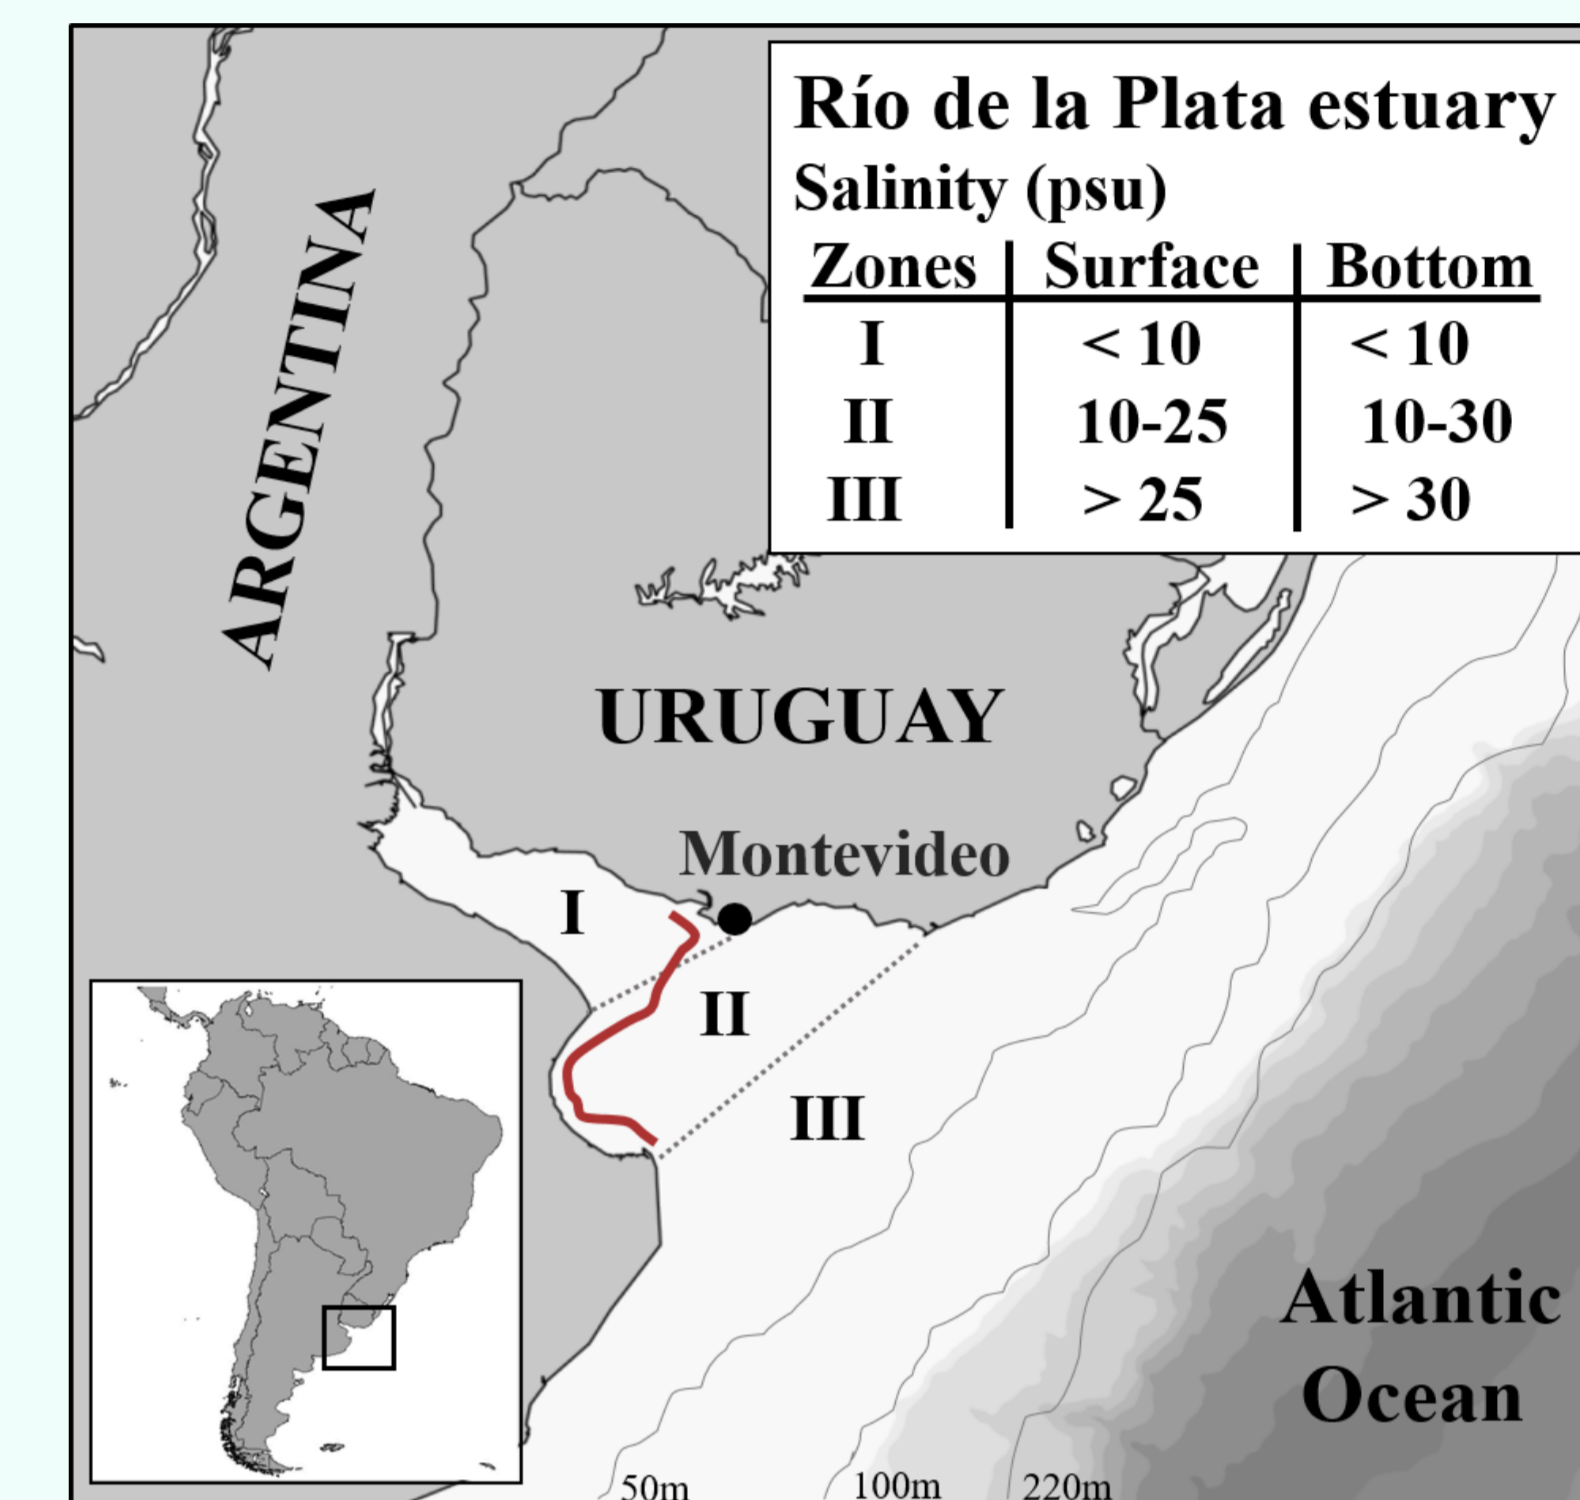 Río de la Plata estuary
Salinity (psu)
Zones Surface Bottom
I < 10 < 10
II 10-25 10-30
III > 25 > 30
ARGENTINA
URUGUAY
Montevideo
I
II
III
Atlantic
Ocean
50m 100m 220m